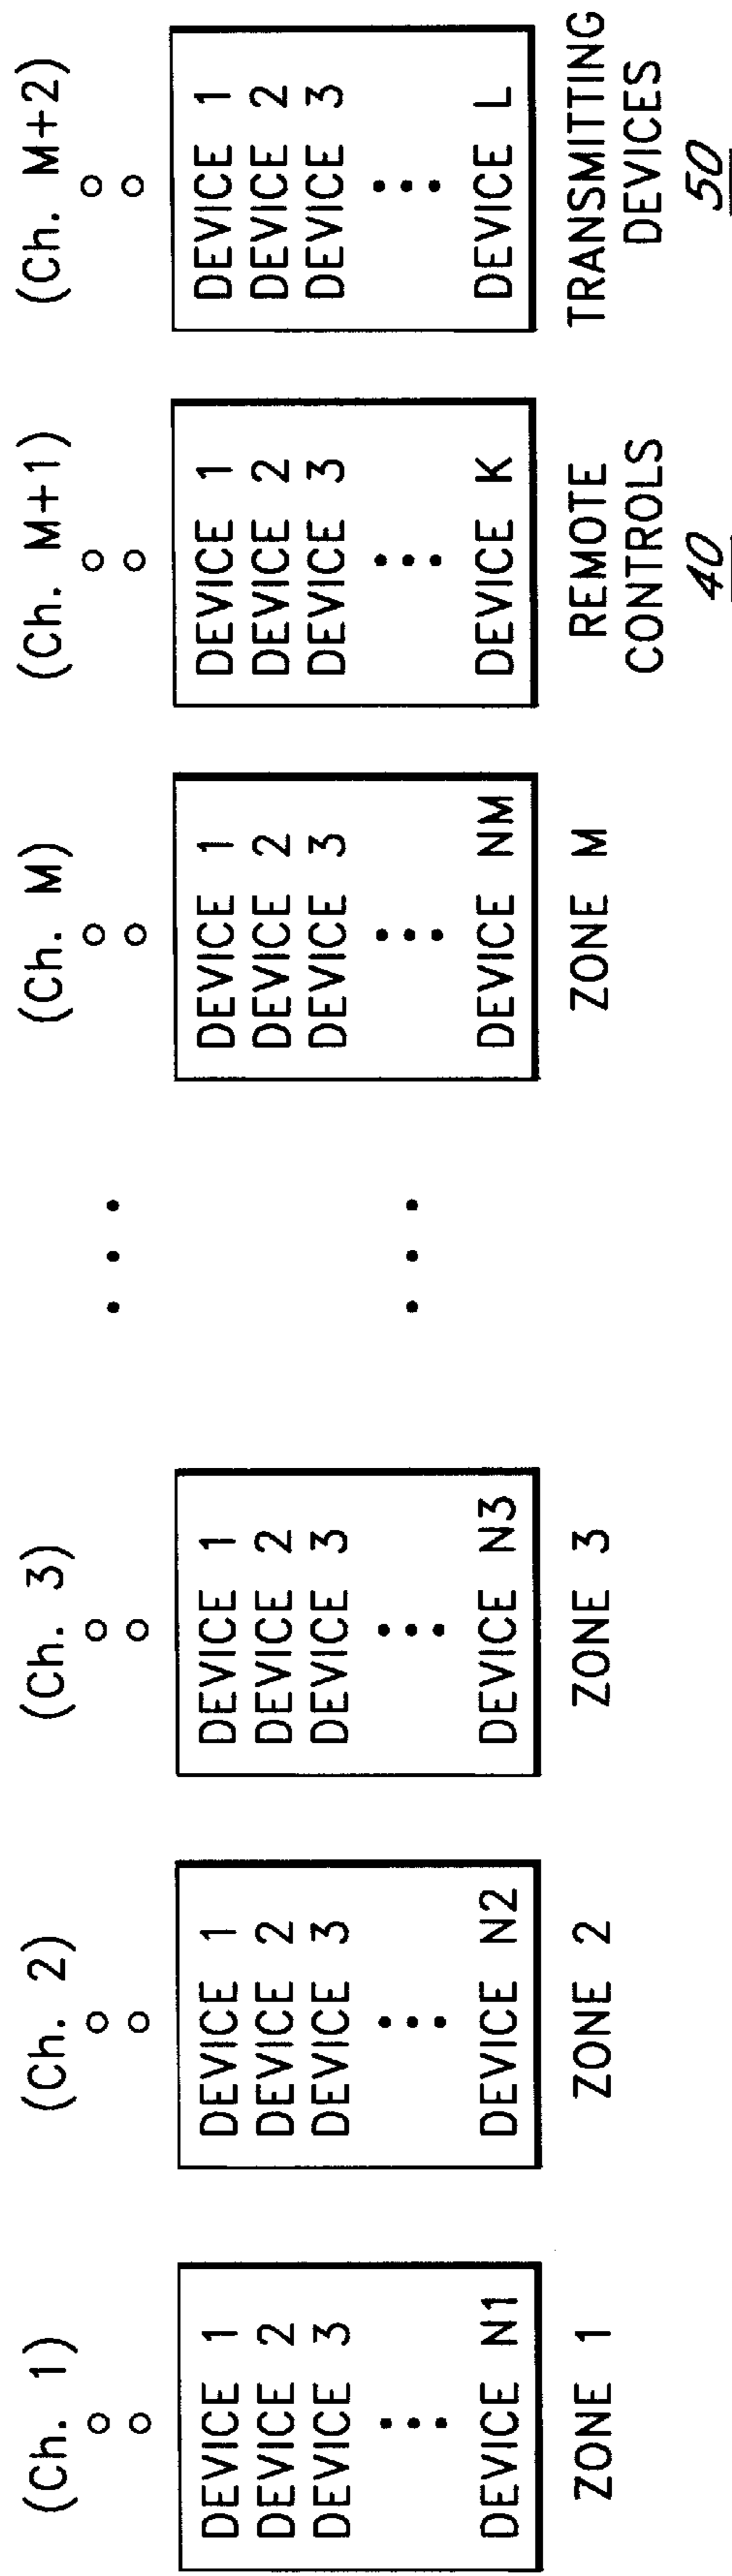 (Ch. 1)
DEVICE 1
DEVICE 2
DEVICE 3
DEVICE N1
ZONE 1
(Ch. 2)
DEVICE 1
DEVICE 2
DEVICE 3
DEVICE N2
ZONE 2
(Ch. 3)
DEVICE 1
DEVICE 2
DEVICE 3
DEVICE N3
ZONE 3
(Ch. M)
DEVICE 1
DEVICE 2
DEVICE 3
DEVICE NM
ZONE M
(Ch. M+1)
DEVICE 1
DEVICE 2
DEVICE 3
DEVICE K
REMOTE
CONTROLS
40
(Ch. M+2)
DEVICE 1
DEVICE 2
DEVICE 3
DEVICE L
TRANSMITTING
DEVICES
50